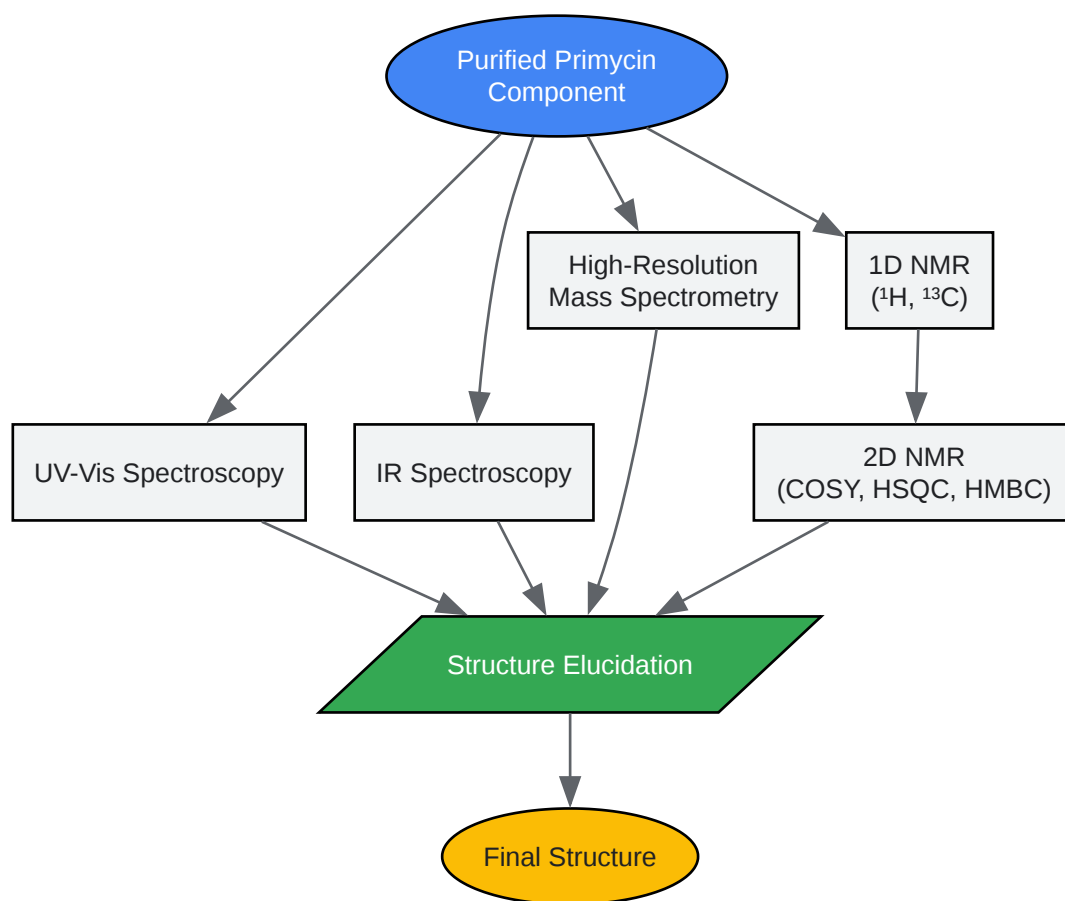 Purified Primycin
Component
High-Resolution
Mass Spectrometry
1D NMR
(¹H, ¹³C)
UV-Vis Spectroscopy
IR Spectroscopy
2D NMR
(COSY, HSQC, HMBC)
Structure Elucidation
Final Structure